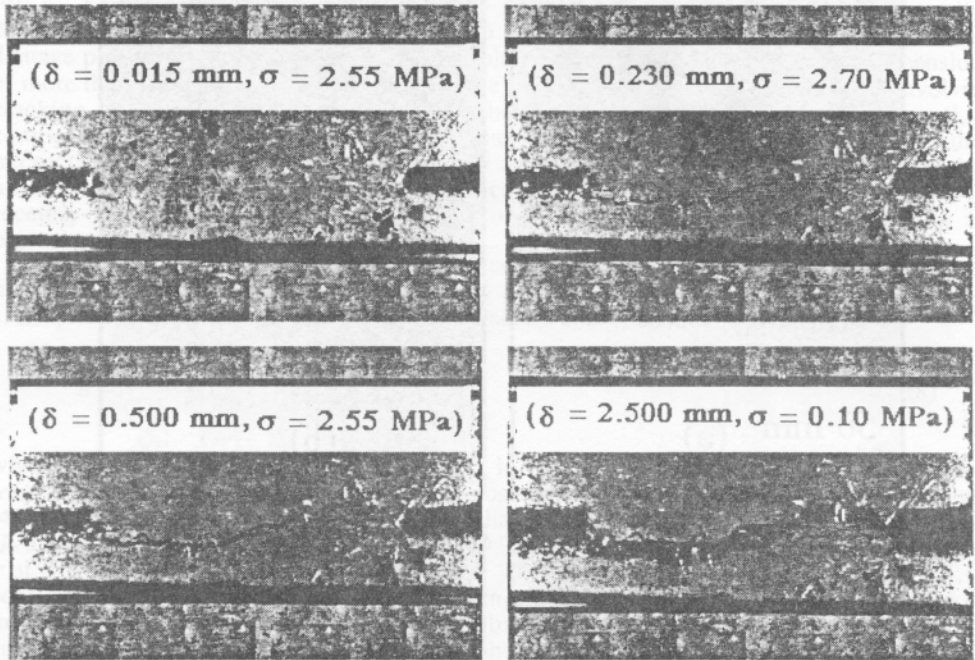 (δ = 0.015 mm, σ = 2.55 MPa)
(δ = 0.230 mm, σ = 2.70 MPa)
(δ = 0.500 mm, σ = 2.55 MPa)
(δ = 2.500 mm, σ = 0.10 MPa)